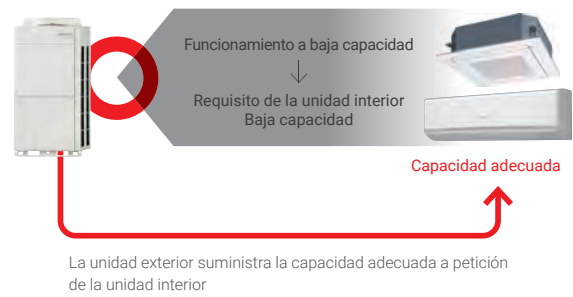 Funcionamiento a baja capacidad
Requisito de la unidad interior
Baja capacidad
Capacidad adecuada
La unidad exterior suministra la capacidad adecuada a petición
de la unidad interior